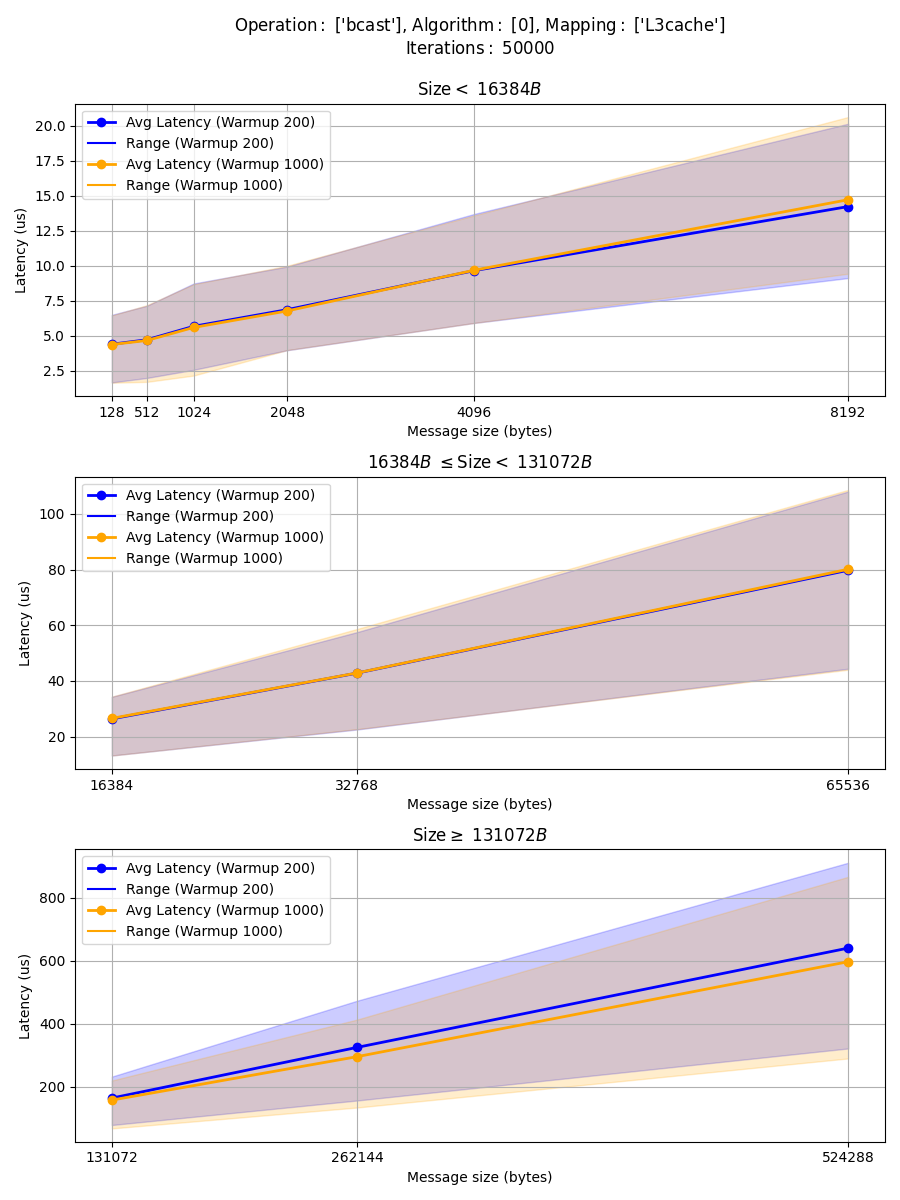 Operation : ['bcast'], Algorithm : [0], Mapping : ['L3cache']
Iterations : 50000
Size < 16384B
Avg Latency (Warmup 200)
Range (Warmup 200)
Avg Latency (Warmup 1000)
Range (Warmup 1000)
20.0
17.5
15.0
12.5
10.0
7.5
5.0
2.5
Latency (us)
128 512 1024 2048 4096 8192
Message size (bytes)
16384B ≤ Size < 131072B
Avg Latency (Warmup 200)
Range (Warmup 200)
Avg Latency (Warmup 1000)
Range (Warmup 1000)
100
80
60
40
20
Latency (us)
16384 32768 65536
Message size (bytes)
Size ≥ 131072B
Avg Latency (Warmup 200)
Range (Warmup 200)
Avg Latency (Warmup 1000)
Range (Warmup 1000)
800
600
400
200
Latency (us)
131072 262144 524288
Message size (bytes)